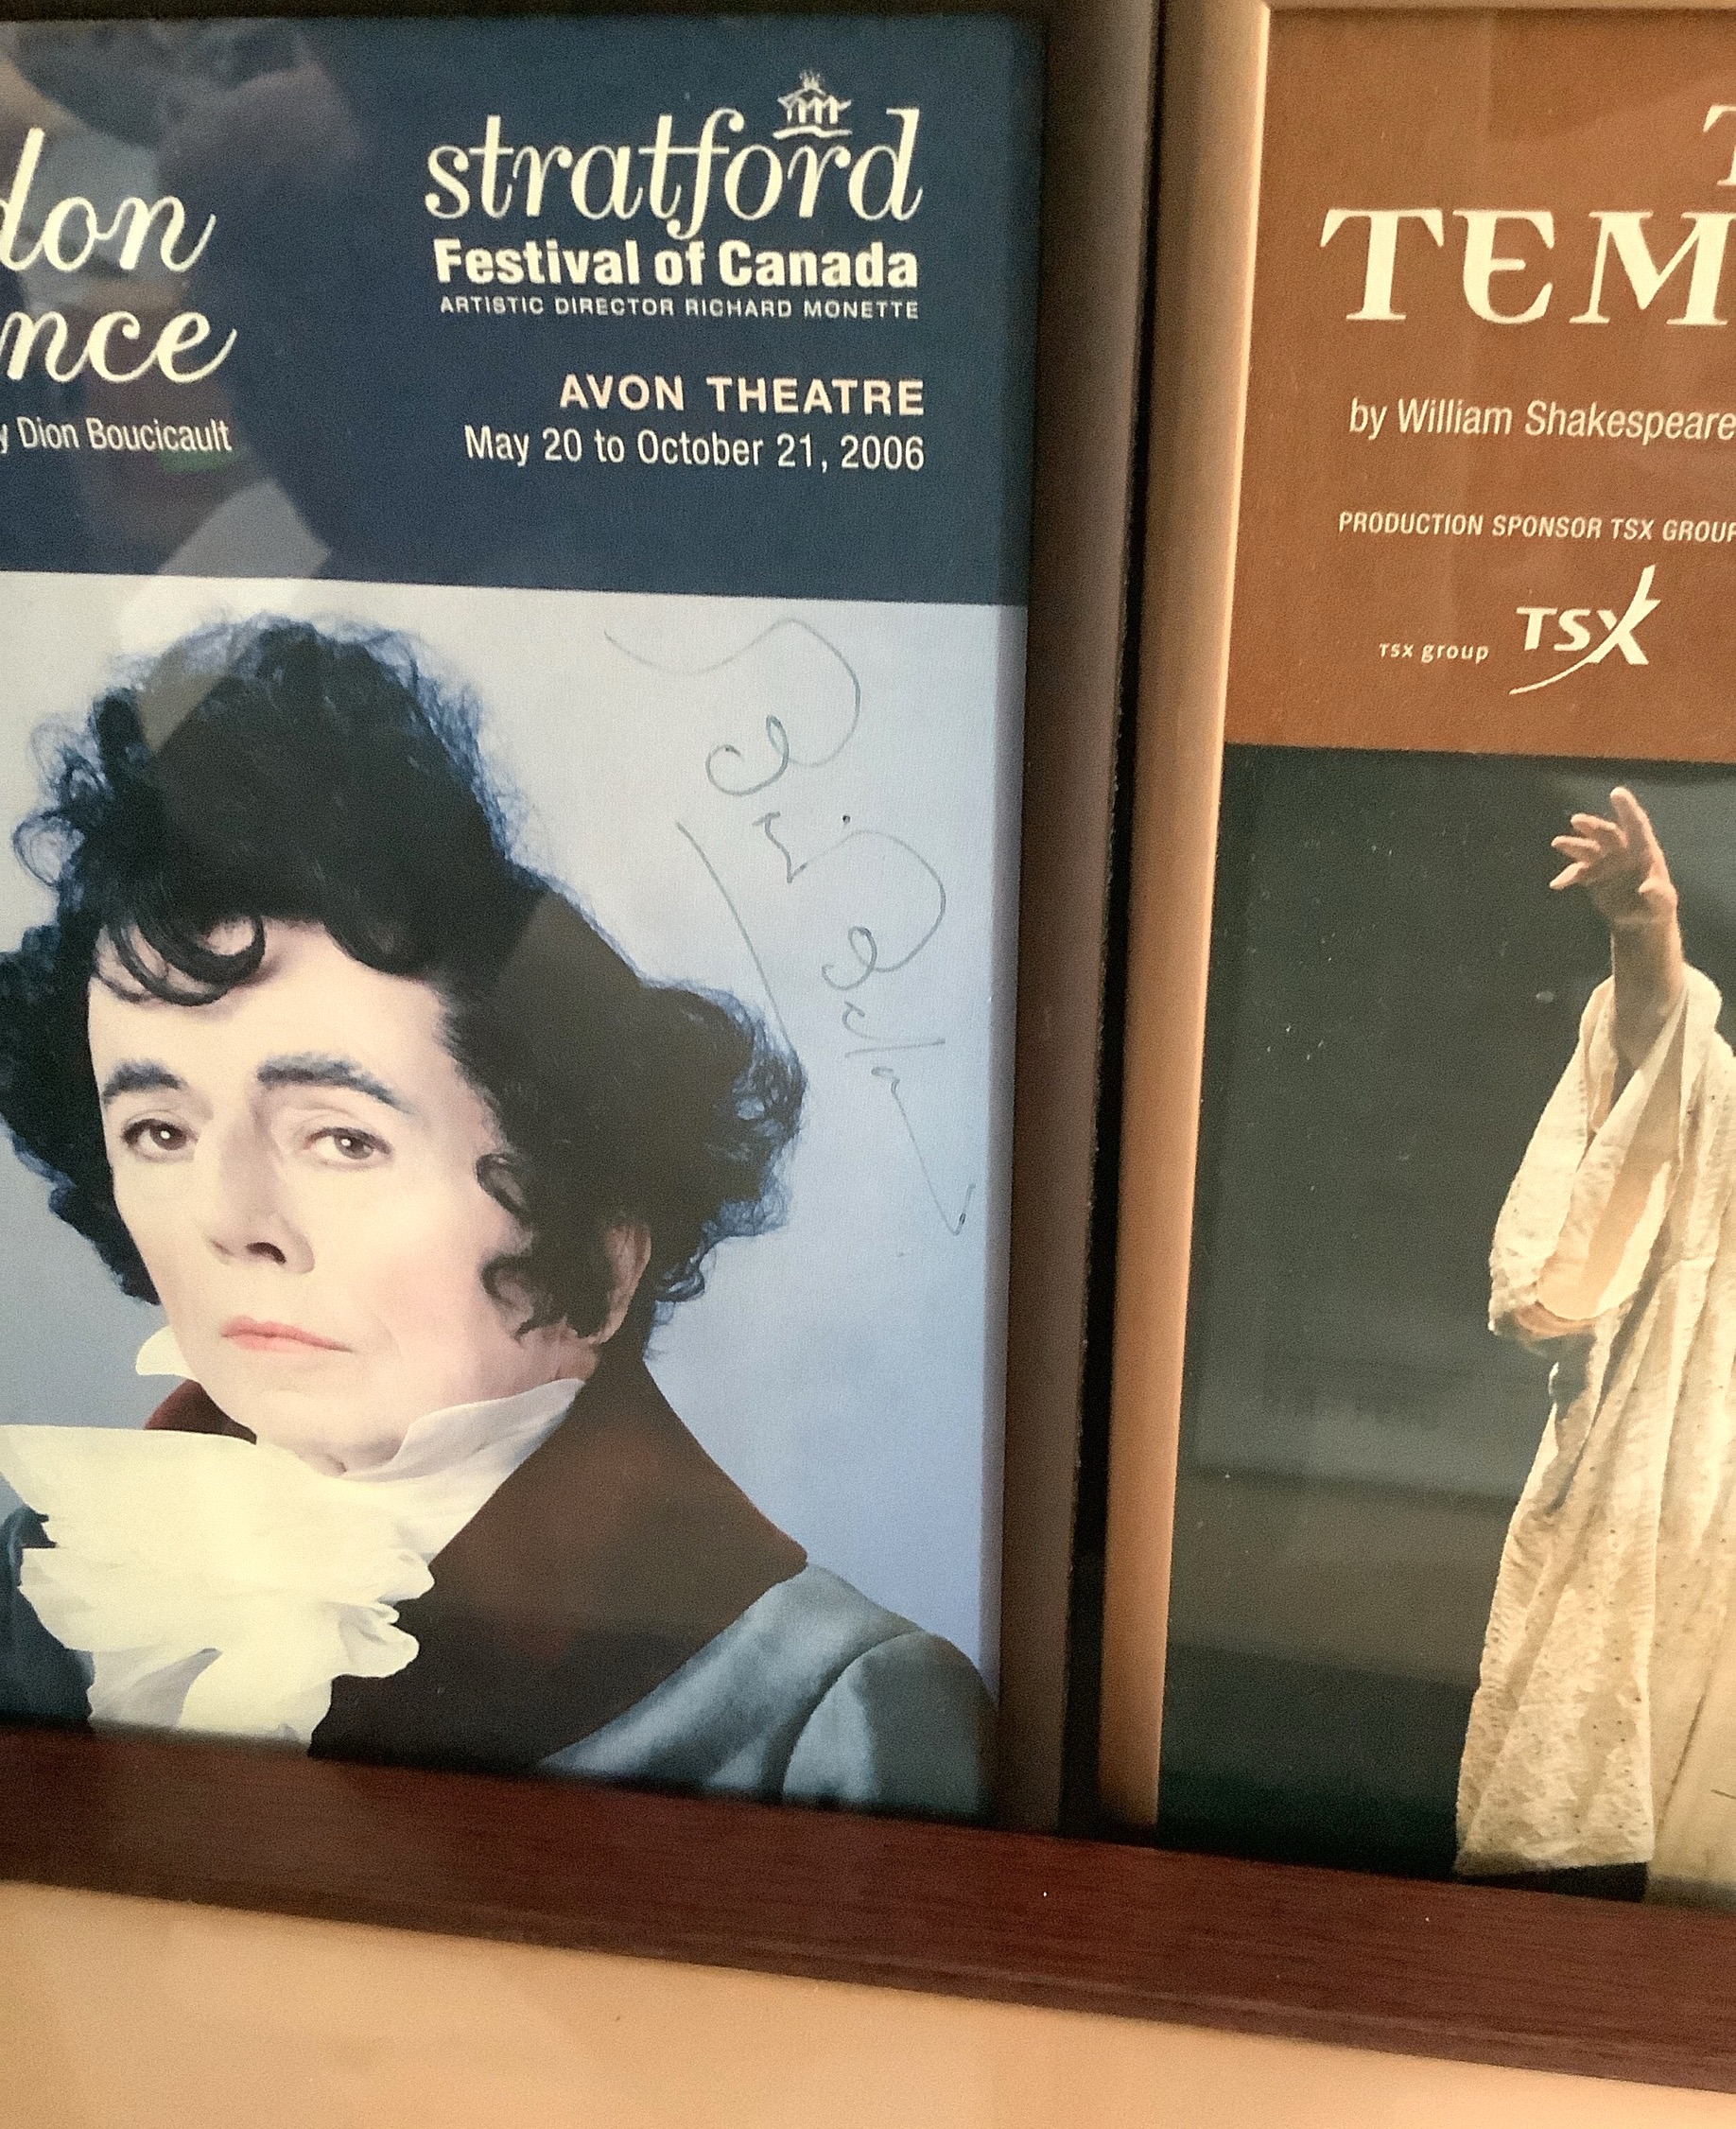 don
nce
y Dion Boucicault
stratford
Festival of Canada
ARTISTIC DIRECTOR RICHARD MONETTE
AVON THEATRE
May 20 to October 21, 2006
T
TEM
by William Shakespeare
PRODUCTION SPONSOR TSX GROUP
TSX group TSX